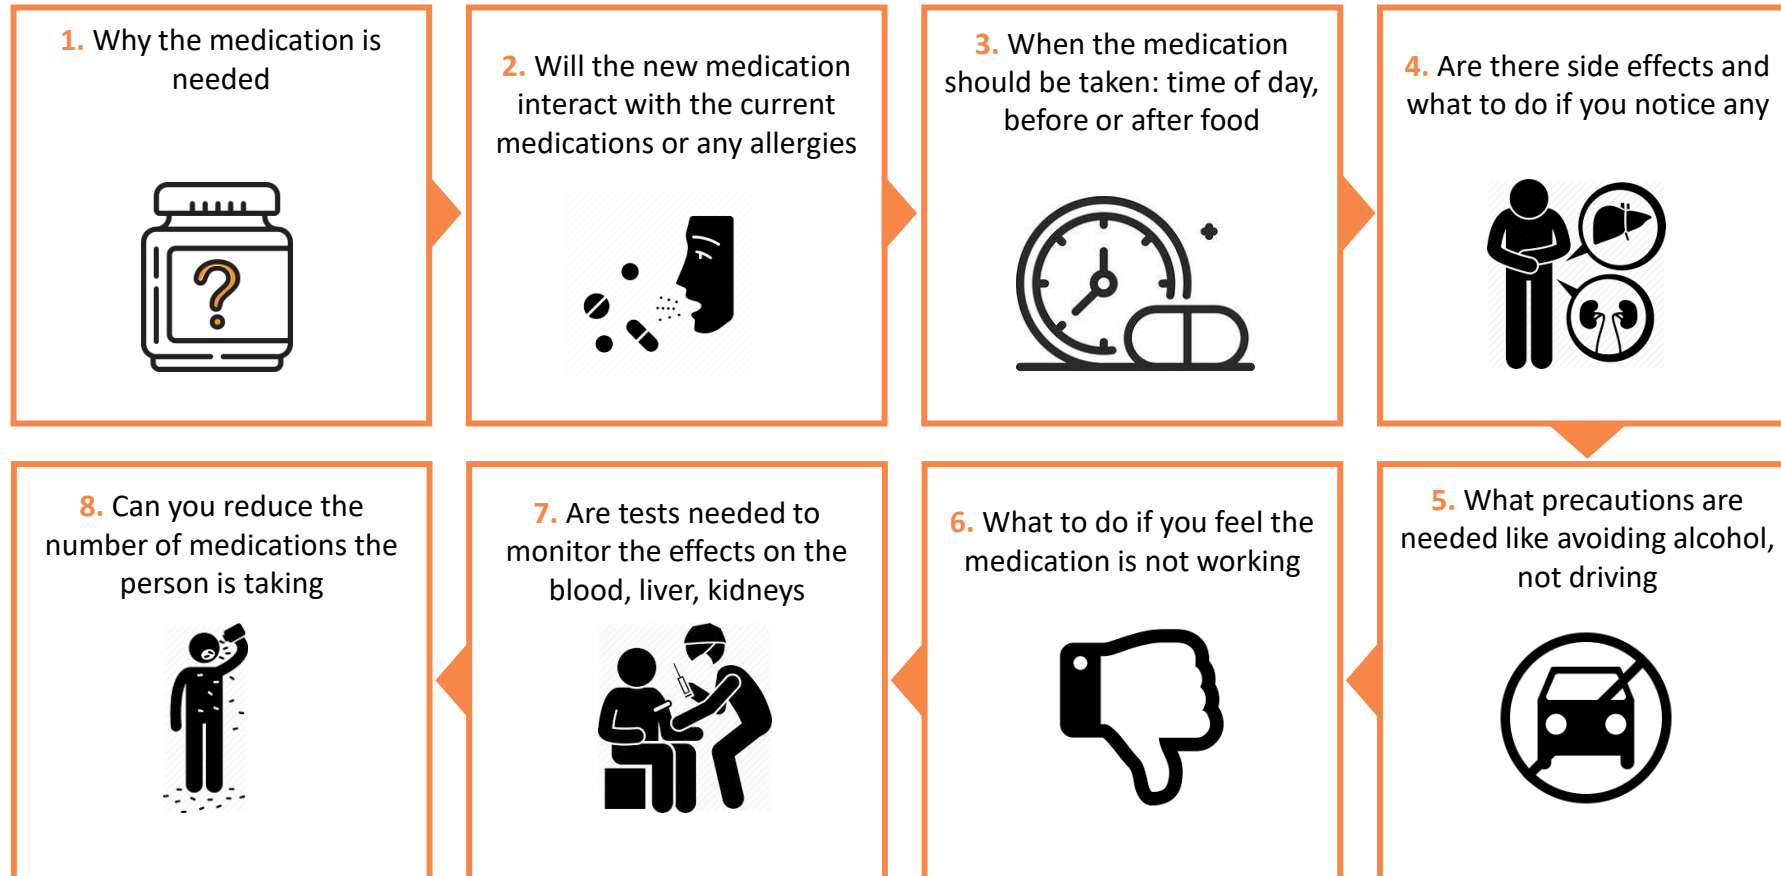 1. Why the medication is
needed
2. Will the new medication
interact with the current
medications or any allergies
3. When the medication
should be taken: time of day,
before or after food
4. Are there side effects and
what to do if you notice any
5. What precautions are
needed like avoiding alcohol,
not driving
6. What to do if you feel the
medication is not working
7. Are tests needed to
monitor the effects on the
blood, liver, kidneys
8. Can you reduce the
number of medications the
person is taking
?